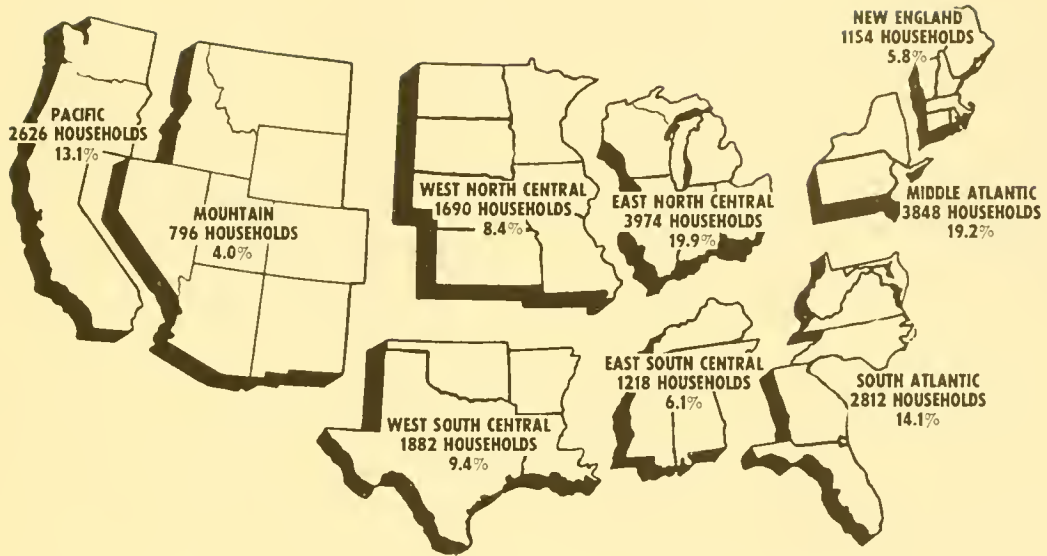 NEW ENGLAND
1154 HOUSEHOLDS
5.8%
PACIFIC
2626 HOUSEHOLDS
13.1%
MOUHTAIN
796 HOUSEHOLDS
4.0%
WEST NORTH CENTRAL
1690 HOUSEHOLDS
8.4%
EAST NORTH CENTRAL
3974 HOUSEHOLDS
19.9%
MIDDLE ATLANTIC
3848 HOUSEHOLDS
19.2%
WEST SOUTH CENTRAL
1882 HOUSEHOLDS
9.4%
EAST SOUTH CENTRAL
1218 HOUSEHOLDS
6.1%
SOUTH ATLANTIC
2812 HOUSEHOLDS
14.1%